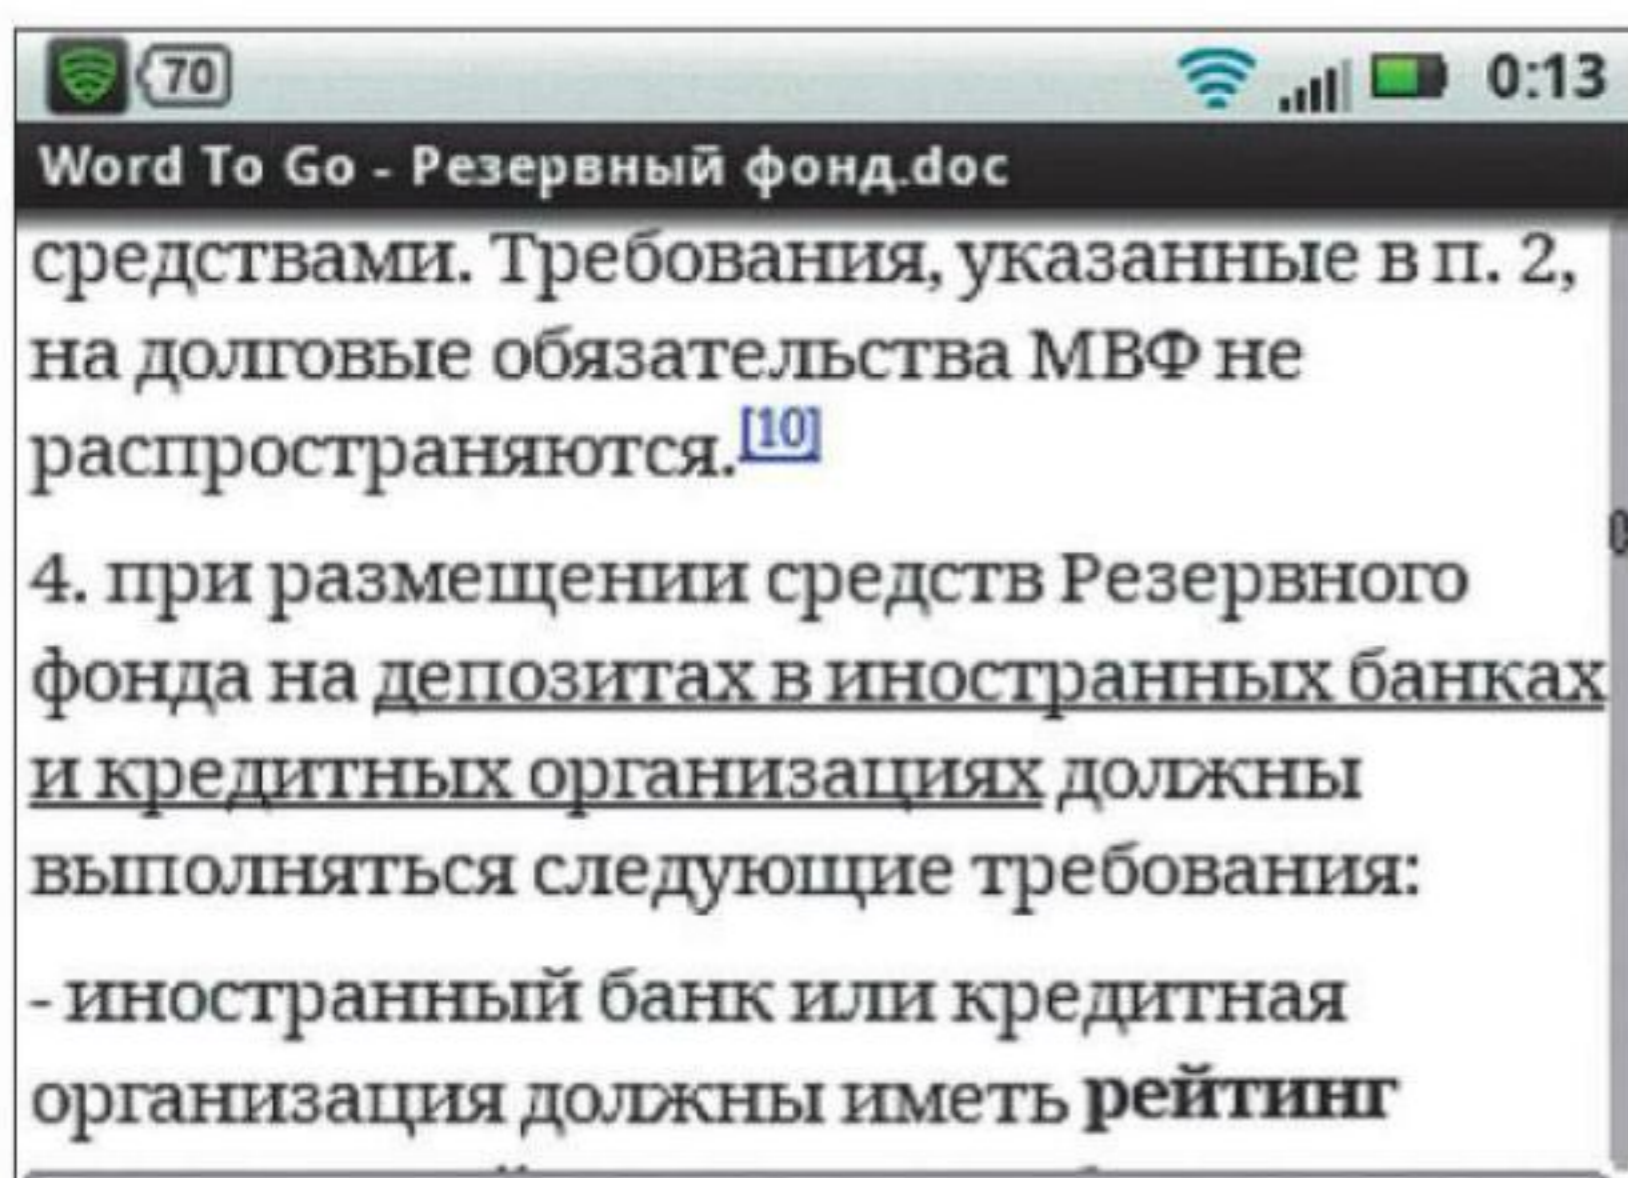 70 0:13
Word To Go - Резервный фонд.doc
средствами. Требования, указанные в п. 2,
на долговые обязательства МВФ не
распространяются.[10]
4. при размещении средств Резервного
фонда на депозитах в иностранных банках
и кредитных организациях должны
выполняться следующие требования:
- иностранный банк или кредитная
организация должны иметь рейтинг